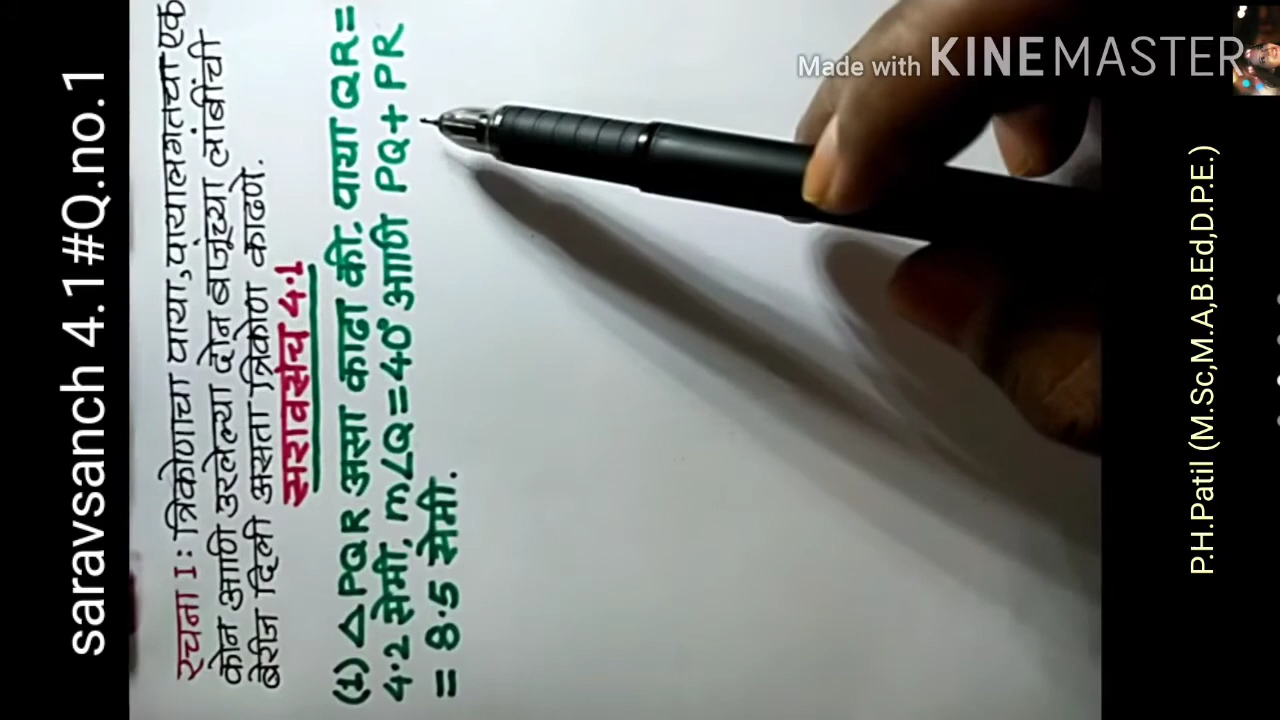 saravsanch 4.1#Q.no.1
रचना I : त्रिकोणाचा पाया, पायालगतचा एक
कोन आणि उरलेल्या दोन बाजूंच्या लांबींची
बेरीज दिली असता त्रिकोण काढणे.
सरावसंच 4.1
(1) △PQR असा काढा की, पाया QR=
4.2 सेमी, m∠Q=40° आणि PQ+ PR
= 8.5 सेमी.
Made with KINEMASTER
P.H.Patil (M.Sc,M.A,B.Ed,D.P.E.)